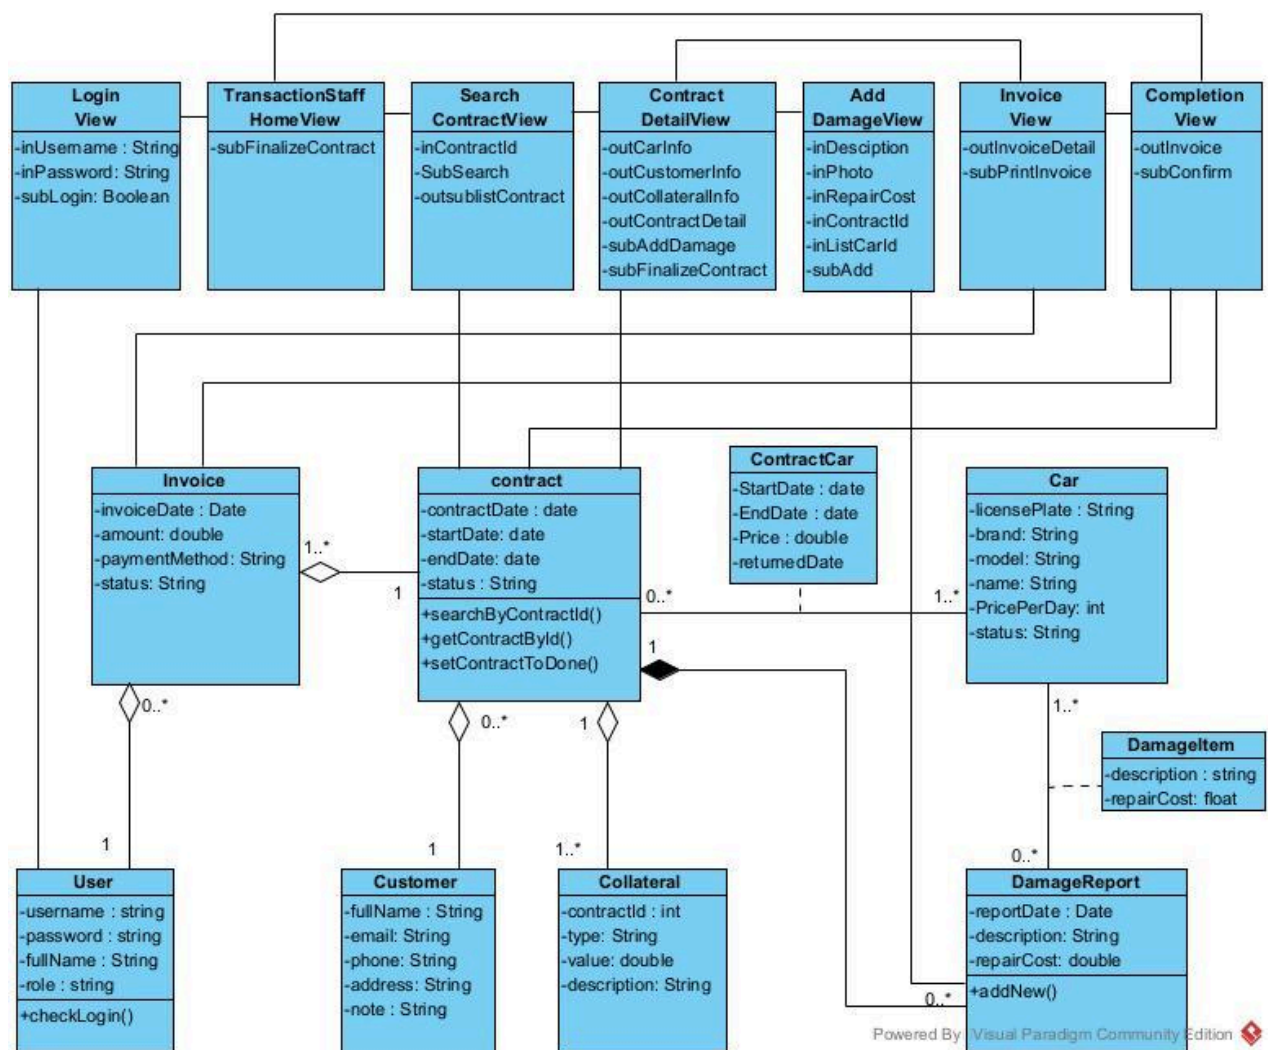 Login
View
-inUsername : String
-inPassword: String
-subLogin: Boolean
TransactionStaff
HomeView
-subFinalizeContract
Search
ContractView
-inContractId
-SubSearch
-outsublistContract
Contract
DetailView
-outCarInfo
-outCustomerInfo
-outCollateralInfo
-outContractDetail
-subAddDamage
-subFinalizeContract
Add
DamageView
-inDesciption
-inPhoto
-inRepairCost
-inContractId
-inListCarId
-subAdd
Invoice
View
-outInvoiceDetail
-subPrintInvoice
Completion
View
-outInvoice
-subConfirm
Invoice
-invoiceDate : Date
-amount: double
-paymentMethod: String
-status: String
1..*
1
contract
-contractDate : date
-startDate: date
-endDate: date
-status : String
+searchByContractId()
+getContractById()
+setContractToDone()
ContractCar
-StartDate : date
-EndDate : date
-Price : double
-returnedDate
0..*
1..*
1
Car
-licensePlate : String
-brand: String
-model: String
-name: String
-PricePerDay: int
-status: String
0..*
0..*
1
1..*
DamageItem
-description : string
-repairCost: float
1
1
1..*
0..*
User
-username : string
-password : string
-fullName : String
-role : string
+checkLogin()
Customer
-fullName : String
-email: String
-phone: String
-address: String
-note : String
Collateral
-contractId : int
-type: String
-value: double
-description: String
DamageReport
-reportDate : Date
-description: String
-repairCost: double
+addNew()
0..*
Powered By Visual Paradigm Community Edition